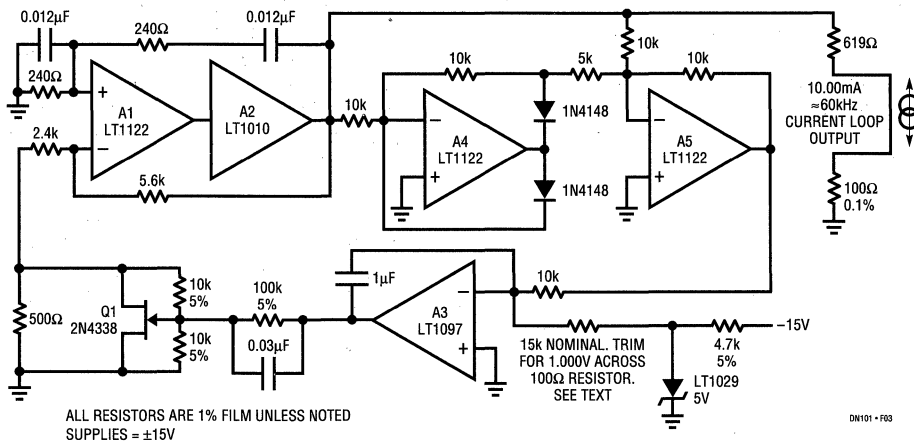 0.012µF
240Ω
0.012µF
240Ω
+
A1
LT1122
–
A2
LT1010
2.4k
5.6k
10k
10k
–
A4
LT1122
+
1N4148
1N4148
5k
10k
10k
–
A5
LT1122
+
619Ω
10.00mA
≈60kHz
CURRENT LOOP
OUTPUT
100Ω
0.1%
500Ω
Q1
2N4338
10k
5%
10k
5%
100k
5%
0.03µF
1µF
–
A3
LT1097
+
10k
15k NOMINAL. TRIM
FOR 1.000V ACROSS
100Ω RESISTOR.
SEE TEXT
4.7k
5%
–15V
LT1029
5V
ALL RESISTORS ARE 1% FILM UNLESS NOTED
SUPPLIES = ±15V
DN101 • F03